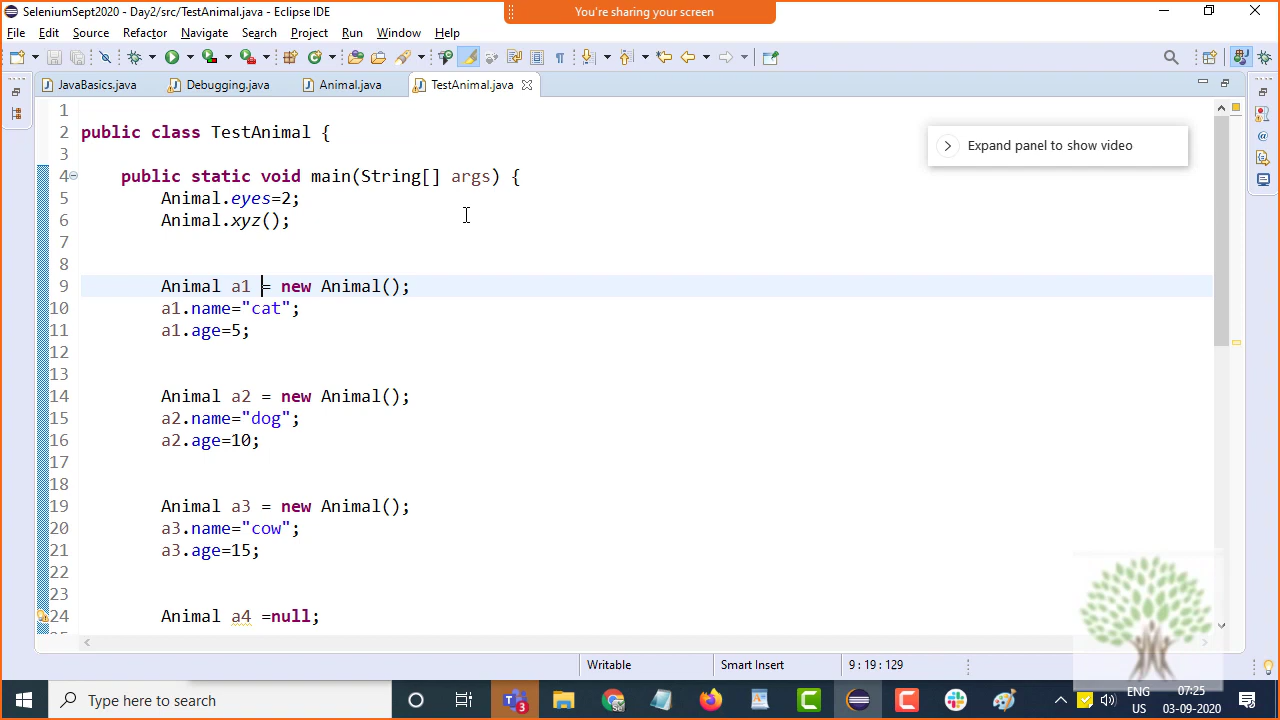 SeleniumSept2020 - Day2/src/TestAnimal.java - Eclipse IDE
You're sharing your screen
File Edit Source Refactor Navigate Search Project Run Window Help
JavaBasics.java Debugging.java Animal.java TestAnimal.java
1
2 public class TestAnimal {
3
4 public static void main(String[] args) {
5 Animal.eyes=2;
6 Animal.xyz();
7
8
9 Animal a1 = new Animal();
10 a1.name="cat";
11 a1.age=5;
12
13
14 Animal a2 = new Animal();
15 a2.name="dog";
16 a2.age=10;
17
18
19 Animal a3 = new Animal();
20 a3.name="cow";
21 a3.age=15;
22
23
24 Animal a4 =null;
Expand panel to show video
Writable Smart Insert 9 : 19 : 129
Type here to search
3
ENG
US
07:25
03-09-2020